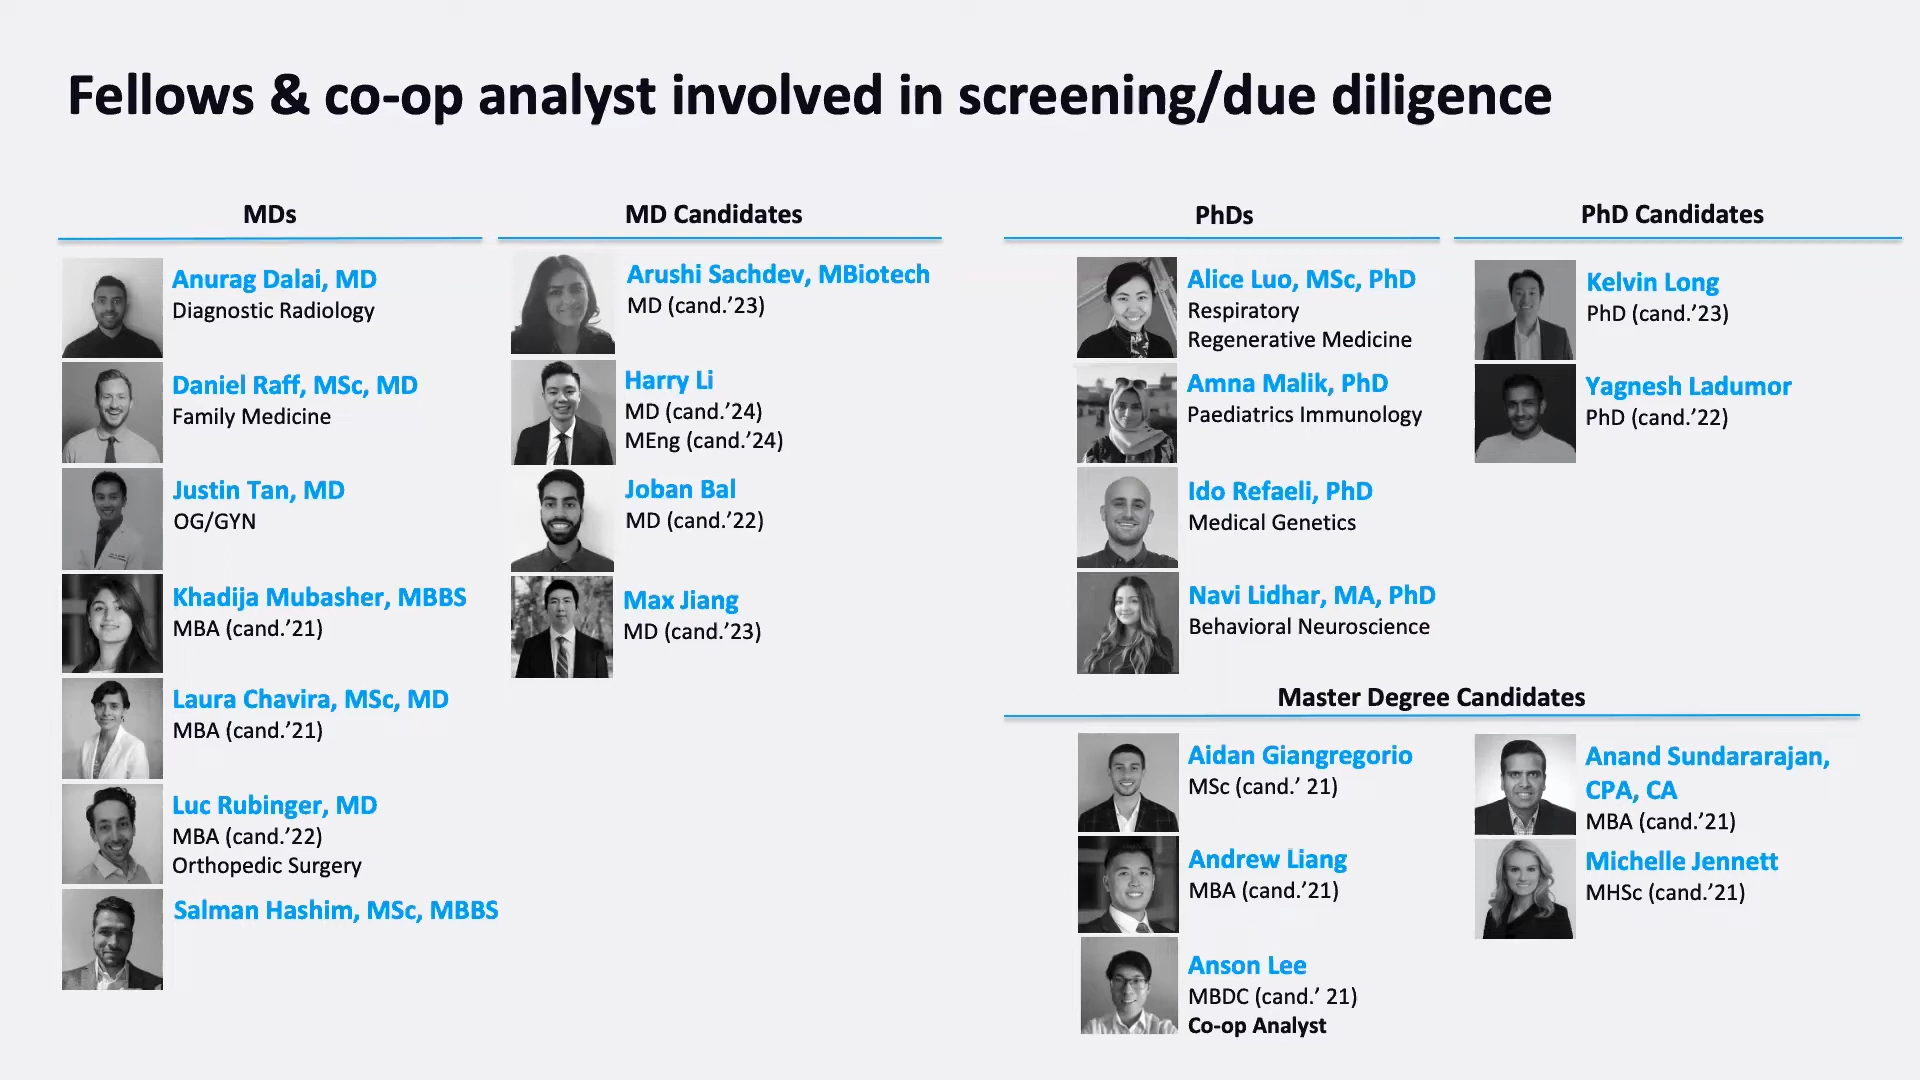 Fellows & co-op analyst involved in screening/due diligence
MDs
Anurag Dalai, MD
Diagnostic Radiology
Daniel Raff, MSc, MD
Family Medicine
Justin Tan, MD
OG/GYN
Khadija Mubasher, MBBS
MBA (cand.’21)
Laura Chavira, MSc, MD
MBA (cand.’21)
Luc Rubinger, MD
MBA (cand.’22)
Orthopedic Surgery
Salman Hashim, MSc, MBBS
MD Candidates
Arushi Sachdev, MBiotech
MD (cand.’23)
Harry Li
MD (cand.’24)
MEng (cand.’24)
Joban Bal
MD (cand.’22)
Max Jiang
MD (cand.’23)
PhDs
Alice Luo, MSc, PhD
Respiratory
Regenerative Medicine
Amna Malik, PhD
Paediatrics Immunology
Ido Refaeli, PhD
Medical Genetics
Navi Lidhar, MA, PhD
Behavioral Neuroscience
PhD Candidates
Kelvin Long
PhD (cand.’23)
Yagnesh Ladumor
PhD (cand.’22)
Master Degree Candidates
Aidan Giangregorio
MSc (cand.’ 21)
Andrew Liang
MBA (cand.’21)
Anson Lee
MBDC (cand.’ 21)
Co-op Analyst
Anand Sundararajan,
CPA, CA
MBA (cand.’21)
Michelle Jennett
MHSc (cand.’21)